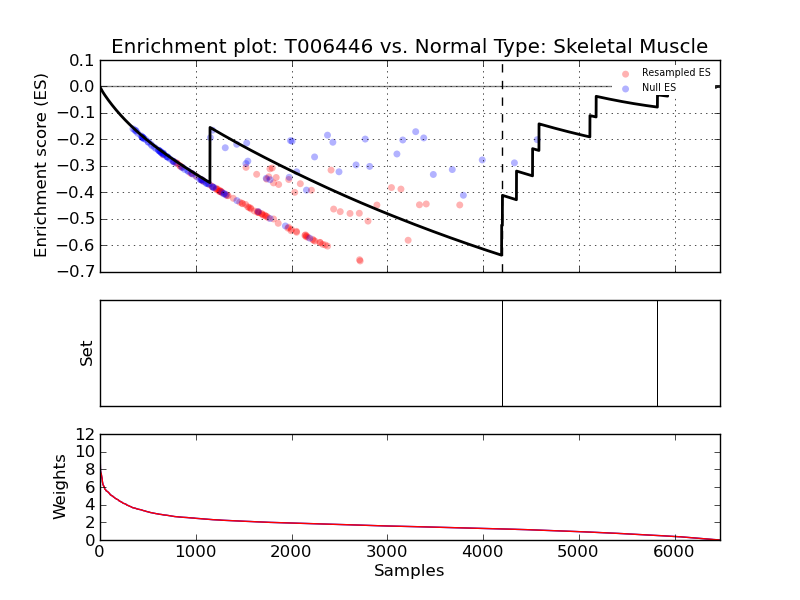 Enrichment plot: T006446 vs. Normal Type: Skeletal Muscle
Enrichment score (ES)
0.1
0.0
−0.1
−0.2
−0.3
−0.4
−0.5
−0.6
−0.7
Resampled ES
Null ES
Set
Weights
12
10
8
6
4
2
0
0 1000 2000 3000 4000 5000 6000
Samples